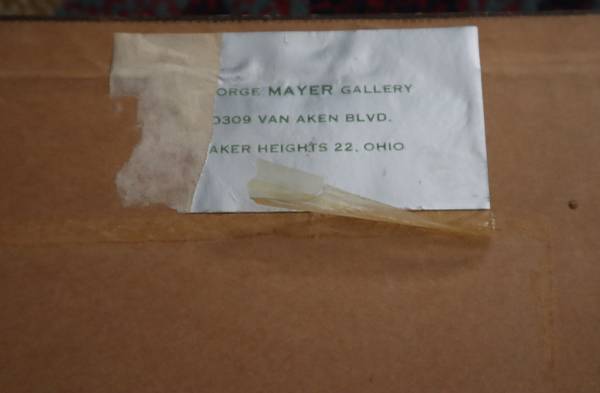 ORGE MAYER GALLERY
0309 VAN AKEN BLVD.
AKER HEIGHTS 22, OHIO